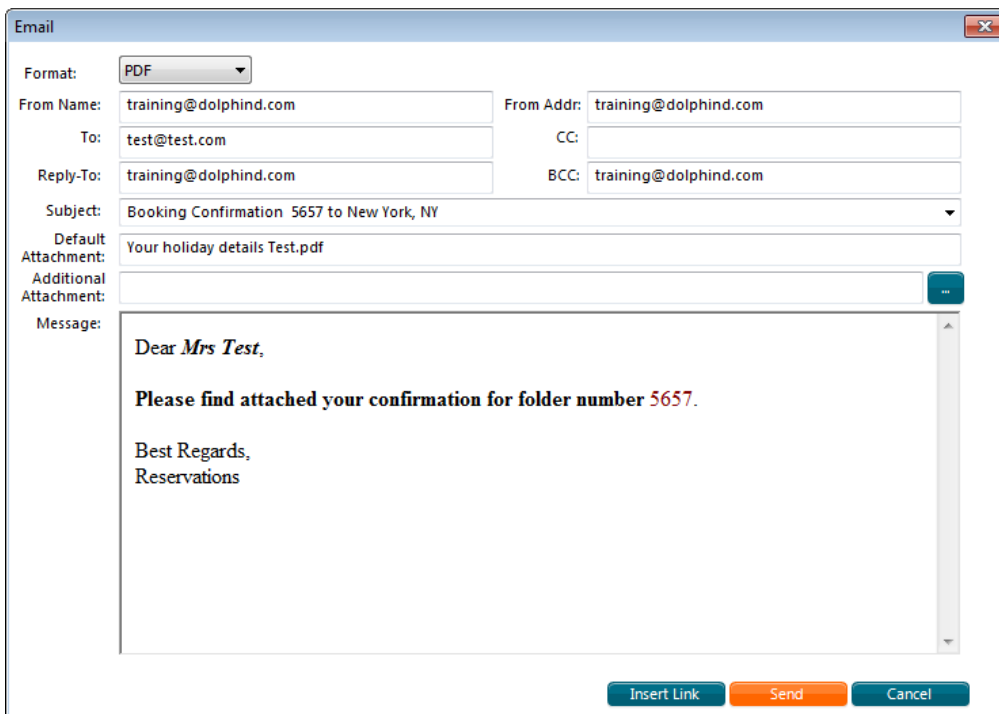 Email
Format: PDF
From Name: training@dolphind.com From Addr: training@dolphind.com
To: test@test.com CC:
Reply-To: training@dolphind.com BCC: training@dolphind.com
Subject: Booking Confirmation 5657 to New York, NY
Default
Attachment: Your holiday details Test.pdf
Additional
Attachment: ...
Message:
Dear Mrs Test,
Please find attached your confirmation for folder number 5657.
Best Regards,
Reservations
Insert Link Send Cancel